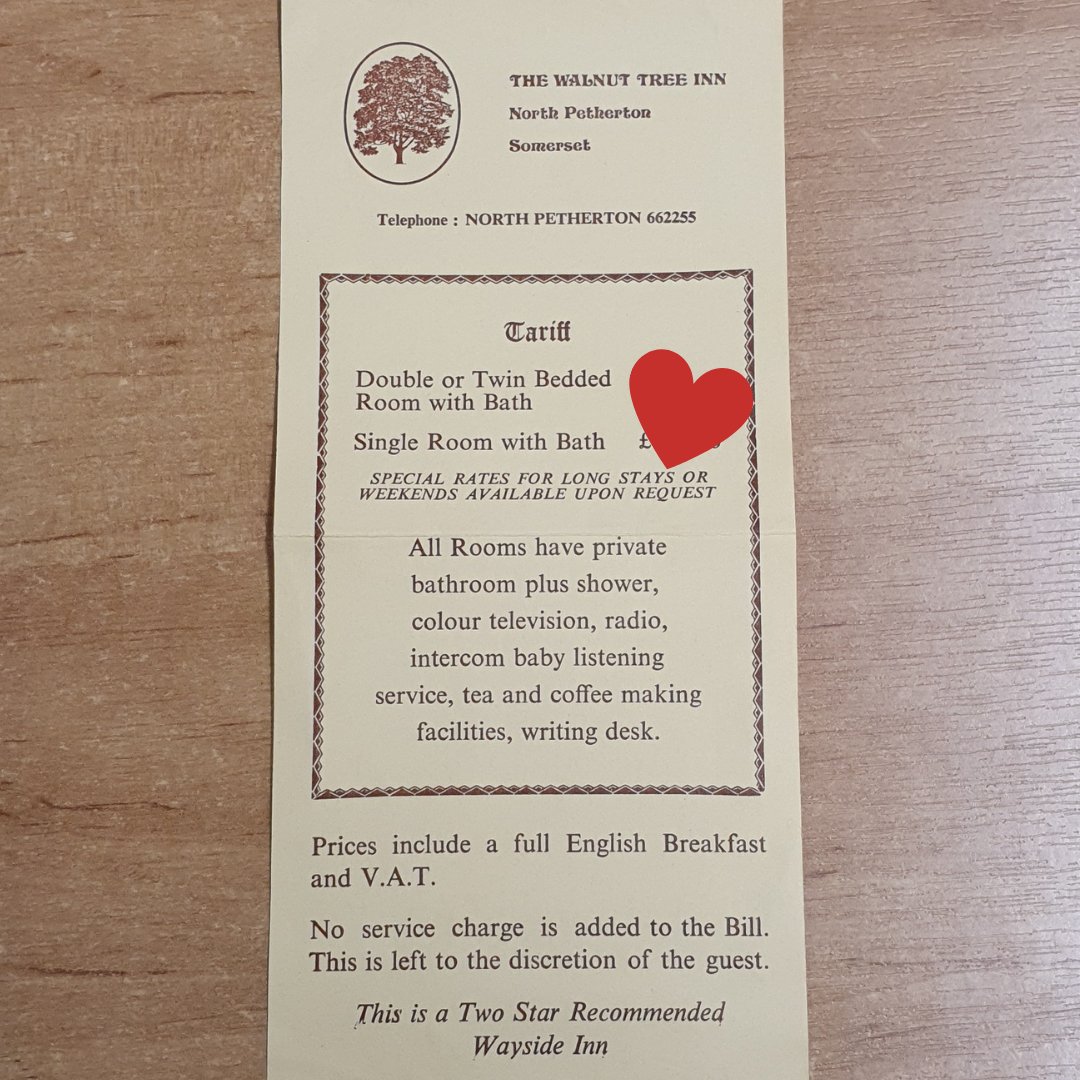 THE WALNUT TREE INN
North Petherton
Somerset
Telephone : NORTH PETHERTON 662255
Tariff
Double or Twin Bedded
Room with Bath
Single Room with Bath £
SPECIAL RATES FOR LONG STAYS OR
WEEKENDS AVAILABLE UPON REQUEST
All Rooms have private
bathroom plus shower,
colour television, radio,
intercom baby listening
service, tea and coffee making
facilities, writing desk.
Prices include a full English Breakfast
and V.A.T.
No service charge is added to the Bill.
This is left to the discretion of the guest.
This is a Two Star Recommended
Wayside Inn